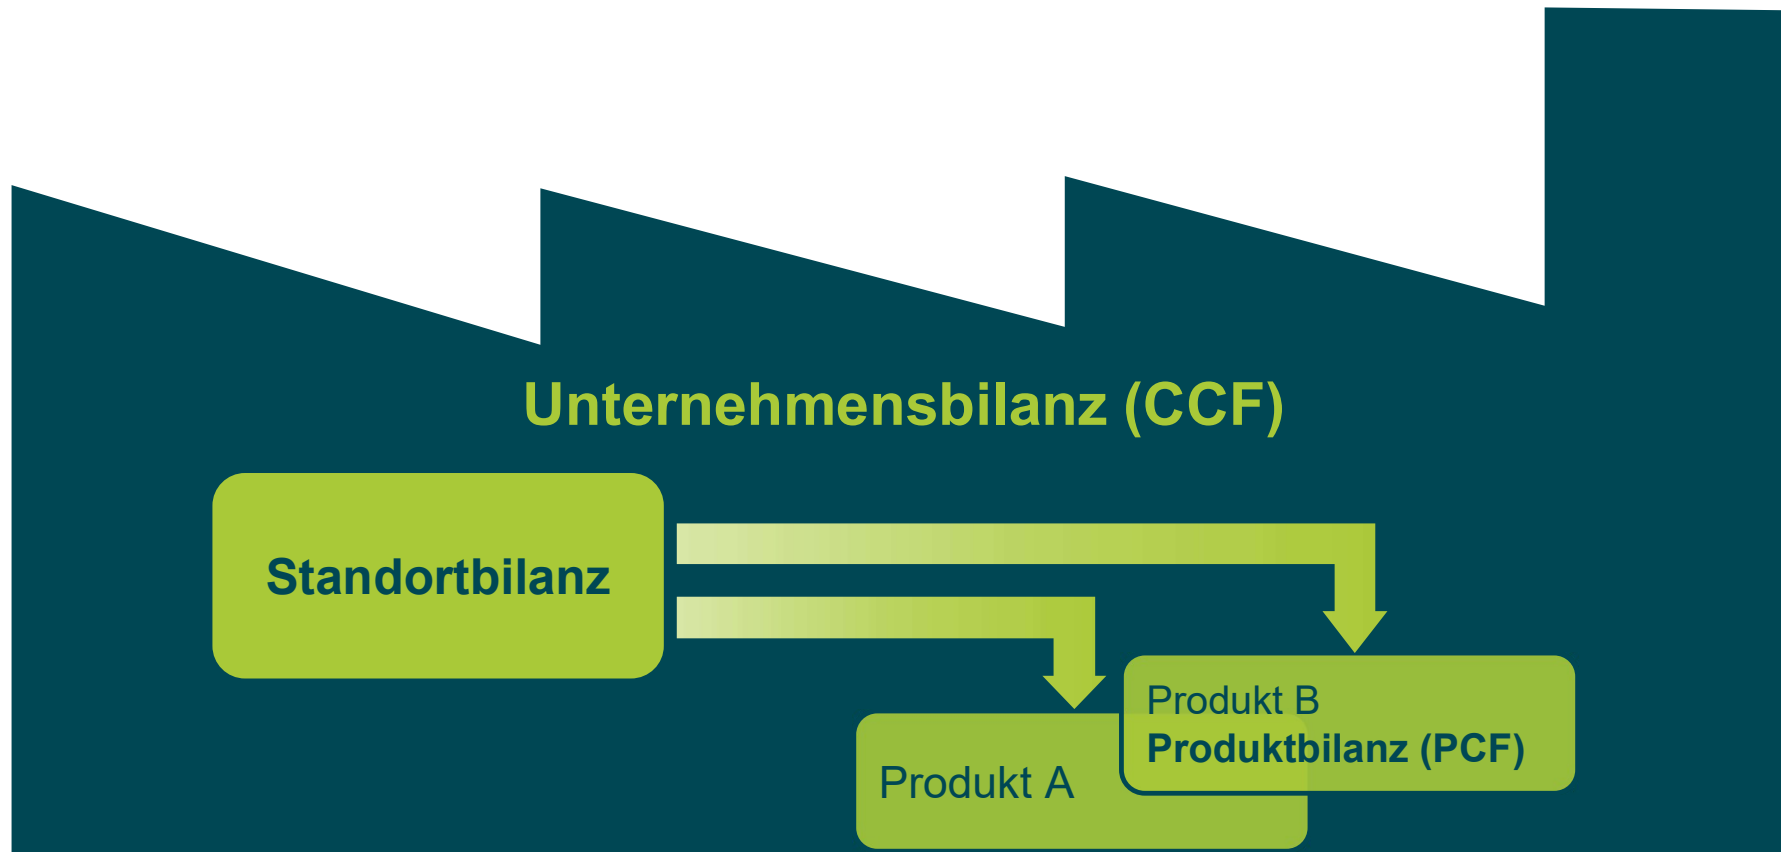 Unternehmensbilanz (CCF)
Standortbilanz
Produkt B
Produktbilanz (PCF)
Produkt A